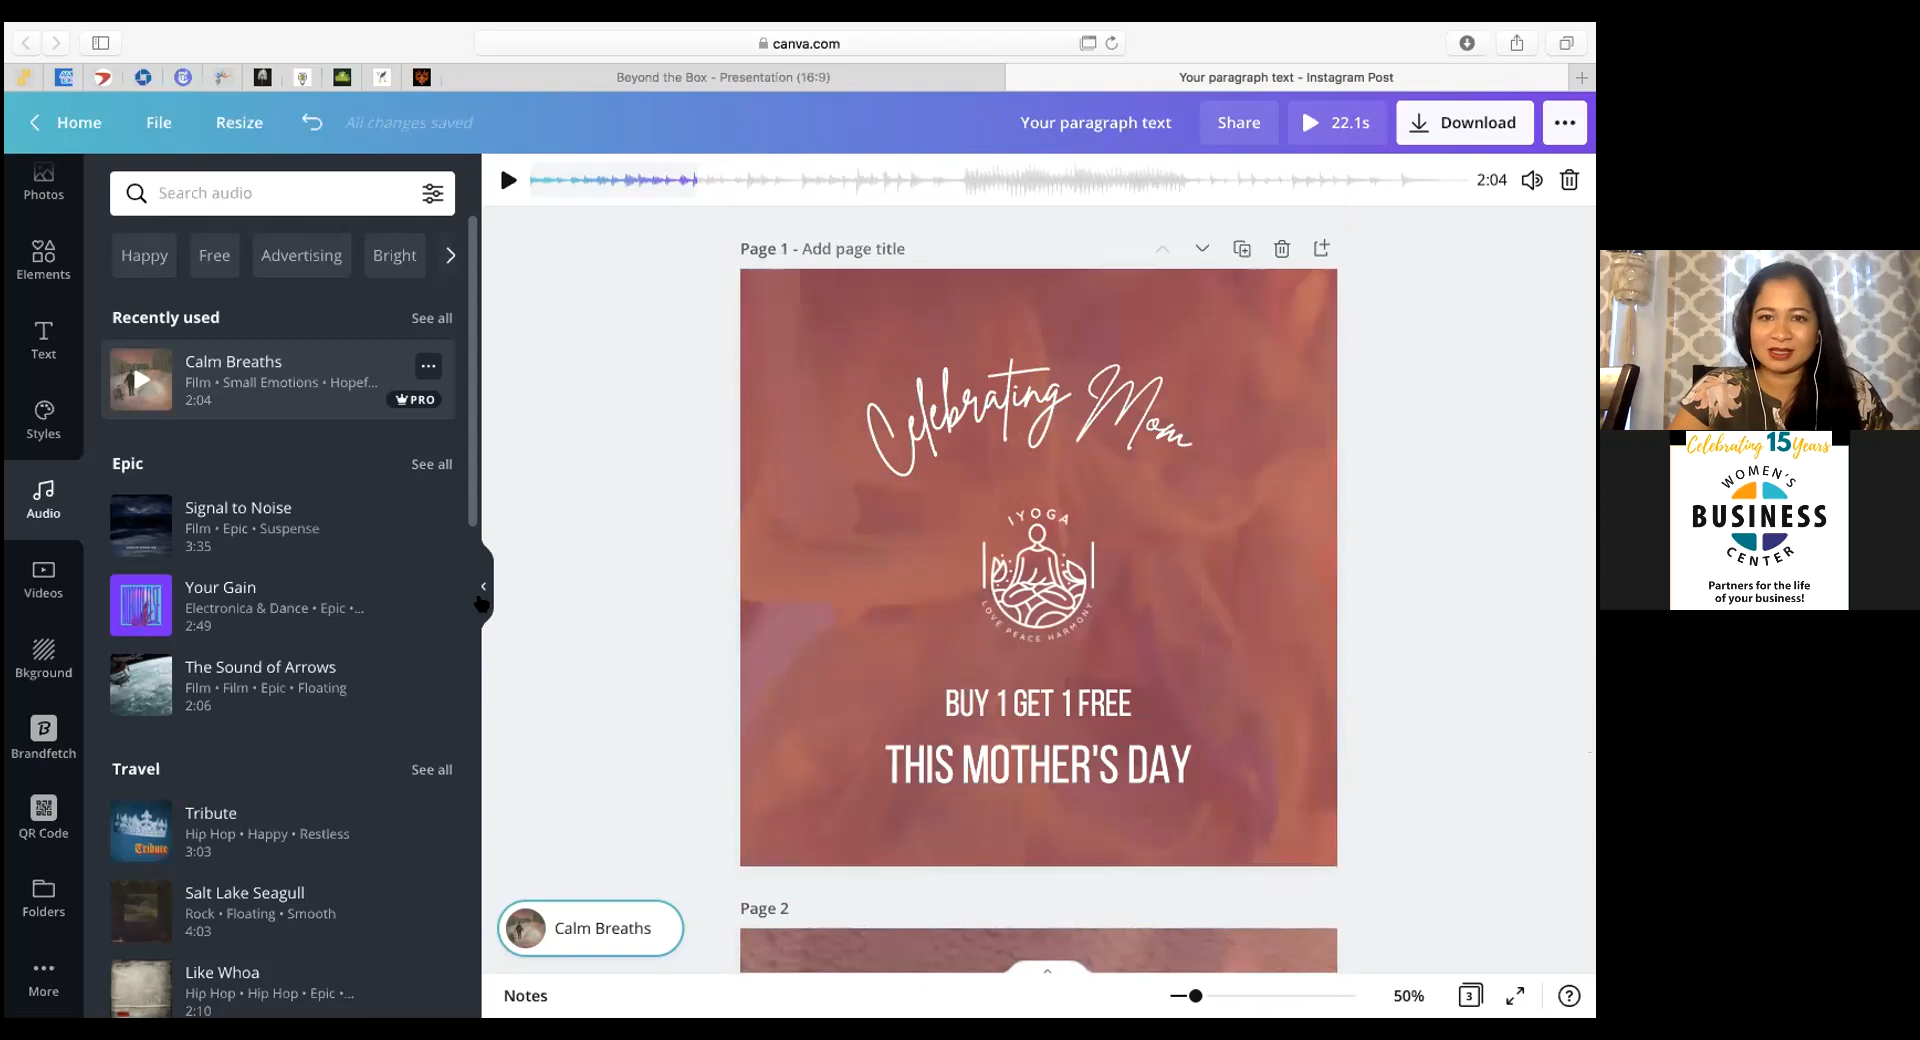 canva.com
Beyond the Box - Presentation (16:9)
Your paragraph text - Instagram Post
Home
File
Resize
All changes saved
Your paragraph text
Share
22.1s
Download
Photos
Elements
Text
Styles
Audio
Videos
Bkground
Brandfetch
QR Code
Folders
More
Search audio
Happy
Free
Advertising
Bright
Recently used
See all
Calm Breaths
Film • Small Emotions • Hopef...
2:04
PRO
Epic
See all
Signal to Noise
Film • Epic • Suspense
3:35
Your Gain
Electronica & Dance • Epic •...
2:49
The Sound of Arrows
Film • Film • Epic • Floating
2:06
Travel
See all
Tribute
Hip Hop • Happy • Restless
3:03
Tribute
Salt Lake Seagull
Rock • Floating • Smooth
4:03
Like Whoa
Hip Hop • Hip Hop • Epic •...
2:10
2:04
Page 1 - Add page title
Celebrating Mom
IYOGA
LOVE PEACE HARMONY
BUY 1 GET 1 FREE
THIS MOTHER'S DAY
Page 2
Calm Breaths
Notes
50%
3
Celebrating 15 Years
WOMEN'S
BUSINESS
CENTER
Partners for the life
of your business!